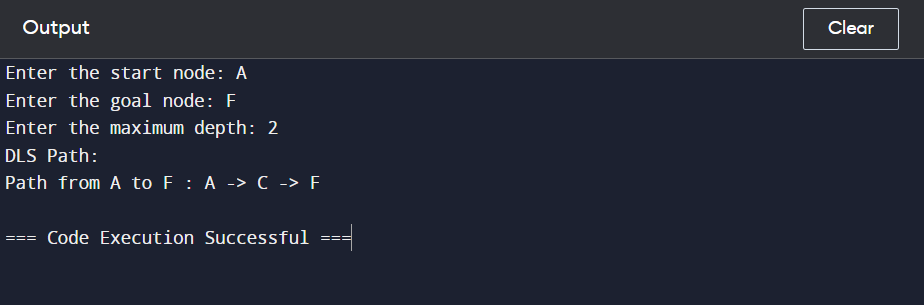 Output
Clear
Enter the start node: A
Enter the goal node: F
Enter the maximum depth: 2
DLS Path:
Path from A to F : A -> C -> F
=== Code Execution Successful ===